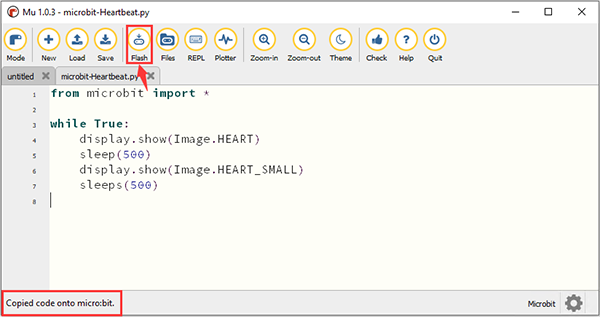 Mu 1.0.3 - microbit-Heartbeat.py
Mode New Load Save Flash Files REPL Plotter Zoom-in Zoom-out Theme Check Help Quit
untitled microbit-Heartbeat.py
1 from microbit import *
2
3 while True:
4 display.show(Image.HEART)
5 sleep(500)
6 display.show(Image.HEART_SMALL)
7 sleeps(500)
8
Copied code onto micro:bit. Microbit